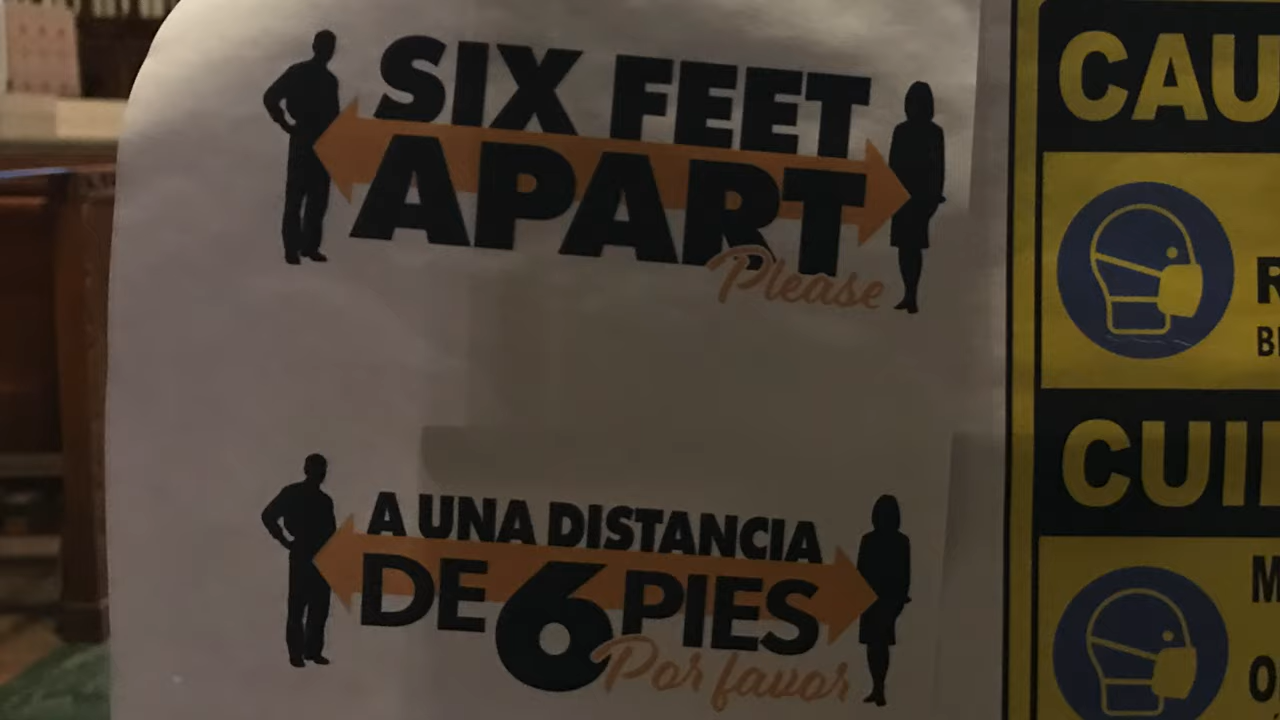 SIX FEET
APART
Please
A UNA DISTANCIA
DE 6 PIES
Por favor
CAU
R
B
CUI
M
O